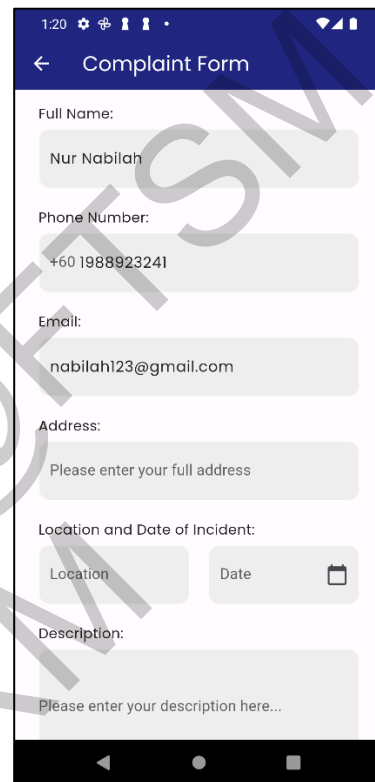 1:20
Complaint Form
Full Name:
Nur Nabilah
Phone Number:
+60 1988923241
Email:
nabilah123@gmail.com
Address:
Please enter your full address
Location and Date of Incident:
Location Date
Description:
Please enter your description here...